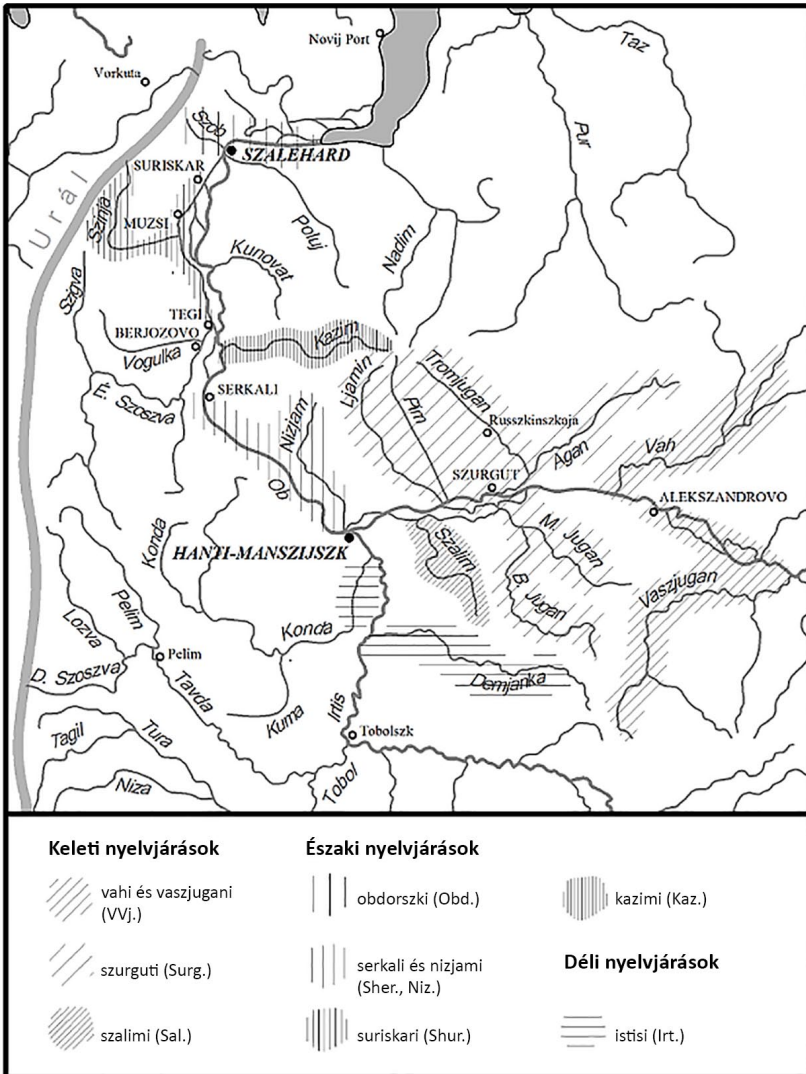 Novij Port
Taz
Vorkuta
Pur
Szob
SZALEHARD
SURISKAR
Urál
Szinja
MUZSI
Poluj
Nadim
Kunovat
Szigva
TEGI
BERJOZOVO
Kazim
Vogulka
Ljamin
Tromjugan
Pim
É. Szoszva
SERKALI
Nizjam
Russzkinszkaja
Agan
Vah
SZURGUT
Ob
ALEKSZANDROVO
HANTI-MANSZIJSZK
Konda
Szalim
M. Jugan
B. Jugan
Vaszjugan
Pelim
Lozva
Konda
Pelim
D. Szoszva
Demjanka
Tavda
Kuma
Irtis
Tobolszk
Tagil
Tura
Niza
Tobol
Keleti nyelvjárások
vahi és vaszjugani
(VVj.)
szurguti (Surg.)
szalimi (Sal.)
Északi nyelvjárások
obdorszki (Obd.)
serkali és nizjami
(Sher., Niz.)
suriskari (Shur.)
kazimi (Kaz.)
Déli nyelvjárások
istisi (Irt.)